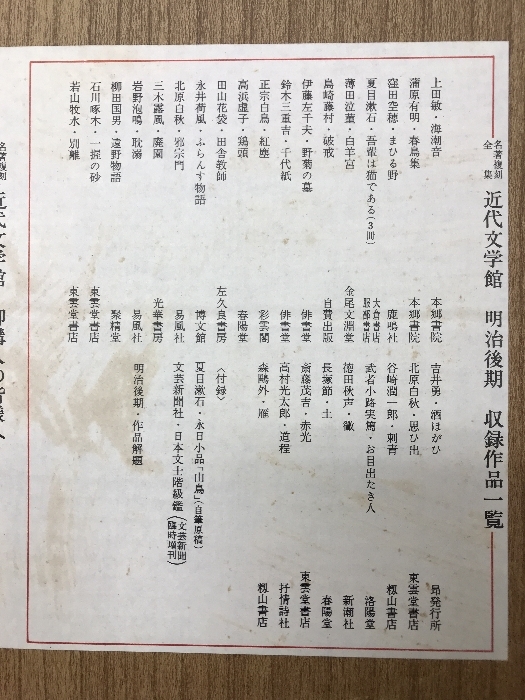 名著複刻全集 近代文学館 明治後期 収録作品一覧
上田敏・海潮音 本郷書院
蒲原有明・春鳥集 本郷書院
窪田空穂・まひる野 鹿鳴社
夏目漱石・吾輩は猫である(3冊) 大倉書店 服部書店
薄田泣菫・白羊宮 金尾文淵堂
島崎藤村・破戒 自費出版
伊藤左千夫・野菊の墓 俳書堂
鈴木三重吉・千代紙 俳書堂
正宗白鳥・紅塵 彩雲閣
高浜虚子・鶏頭 春陽堂
田山花袋・田舎教師 左久良書房
永井荷風・ふらんす物語 博文館
北原白秋・邪宗門 易風社
三木露風・廃園 光華書房
岩野泡鳴・耽溺 易風社
柳田国男・遠野物語 聚精堂
石川啄木・一握の砂 東雲堂書店
若山牧水・別離 東雲堂書店
吉井勇・酒ほがひ 昴発行所
北原白秋・思ひ出 東雲堂書店
谷崎潤一郎・刺青 籾山書店
武者小路実篤・お目出たき人 洛陽堂
徳田秋声・黴 新潮社
長塚節・土 春陽堂
斎藤茂吉・赤光 東雲堂書店
高村光太郎・道程 抒情詩社
森鷗外・雁 籾山書店
〈付録〉
夏目漱石・永日小品「山鳥」(自筆原稿)
文芸新聞社・日本文士階級鑑(文芸新聞臨時増刊)
明治後期・作品解題
名著複刻 近代文学館 御購入の皆様へ